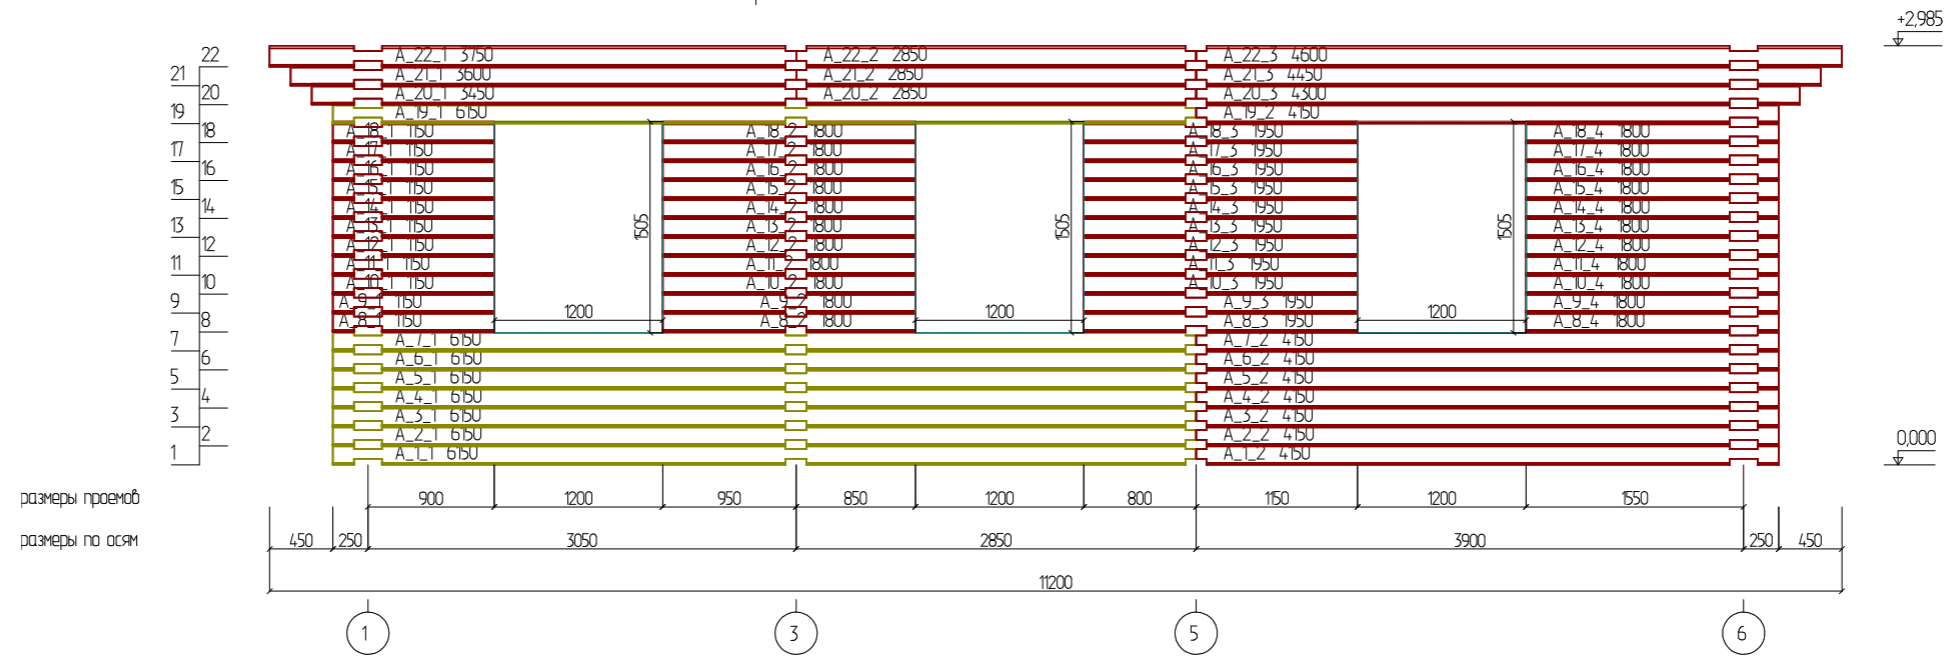 +2,985
22 A_22_1 3750 A_22_2 2850 A_22_3 4600
21 A_21_1 3600 A_21_2 2850 A_21_3 4450
20 A_20_1 3450 A_20_2 2850 A_20_3 4300
19 A_19_1 6150 A_19_2 4150
18 A_18_1 1150 A_18_2 1800 A_18_3 1950 A_18_4 1800
17 A_17_1 1150 A_17_2 1800 A_17_3 1950 A_17_4 1800
16 A_16_1 1150 A_16_2 1800 A_16_3 1950 A_16_4 1800
15 A_15_1 1150 A_15_2 1800 A_15_3 1950 A_15_4 1800
14 A_14_1 1150 A_14_2 1800 A_14_3 1950 A_14_4 1800
1505 1505 1505
13 A_13_1 1150 A_13_2 1800 A_13_3 1950 A_13_4 1800
12 A_12_1 1150 A_12_2 1800 A_12_3 1950 A_12_4 1800
11 A_11_1 1150 A_11_2 1800 A_11_3 1950 A_11_4 1800
10 A_10_1 1150 A_10_2 1800 A_10_3 1950 A_10_4 1800
9 A_9_1 1150 A_9_2 1800 A_9_3 1950 A_9_4 1800
1200 1200 1200
8 A_8_1 1150 A_8_2 1800 A_8_3 1950 A_8_4 1800
7 A_7_1 6150 A_7_2 4150
6 A_6_1 6150 A_6_2 4150
5 A_5_1 6150 A_5_2 4150
4 A_4_1 6150 A_4_2 4150
3 A_3_1 6150 A_3_2 4150
2 A_2_1 6150 A_2_2 4150
0,000
1 A_1_1 6150 A_1_2 4150
размеры проемов 900 1200 950 850 1200 800 1150 1200 1550
размеры по осям 450 250 3050 2850 3900 250 450
11200
1 3 5 6